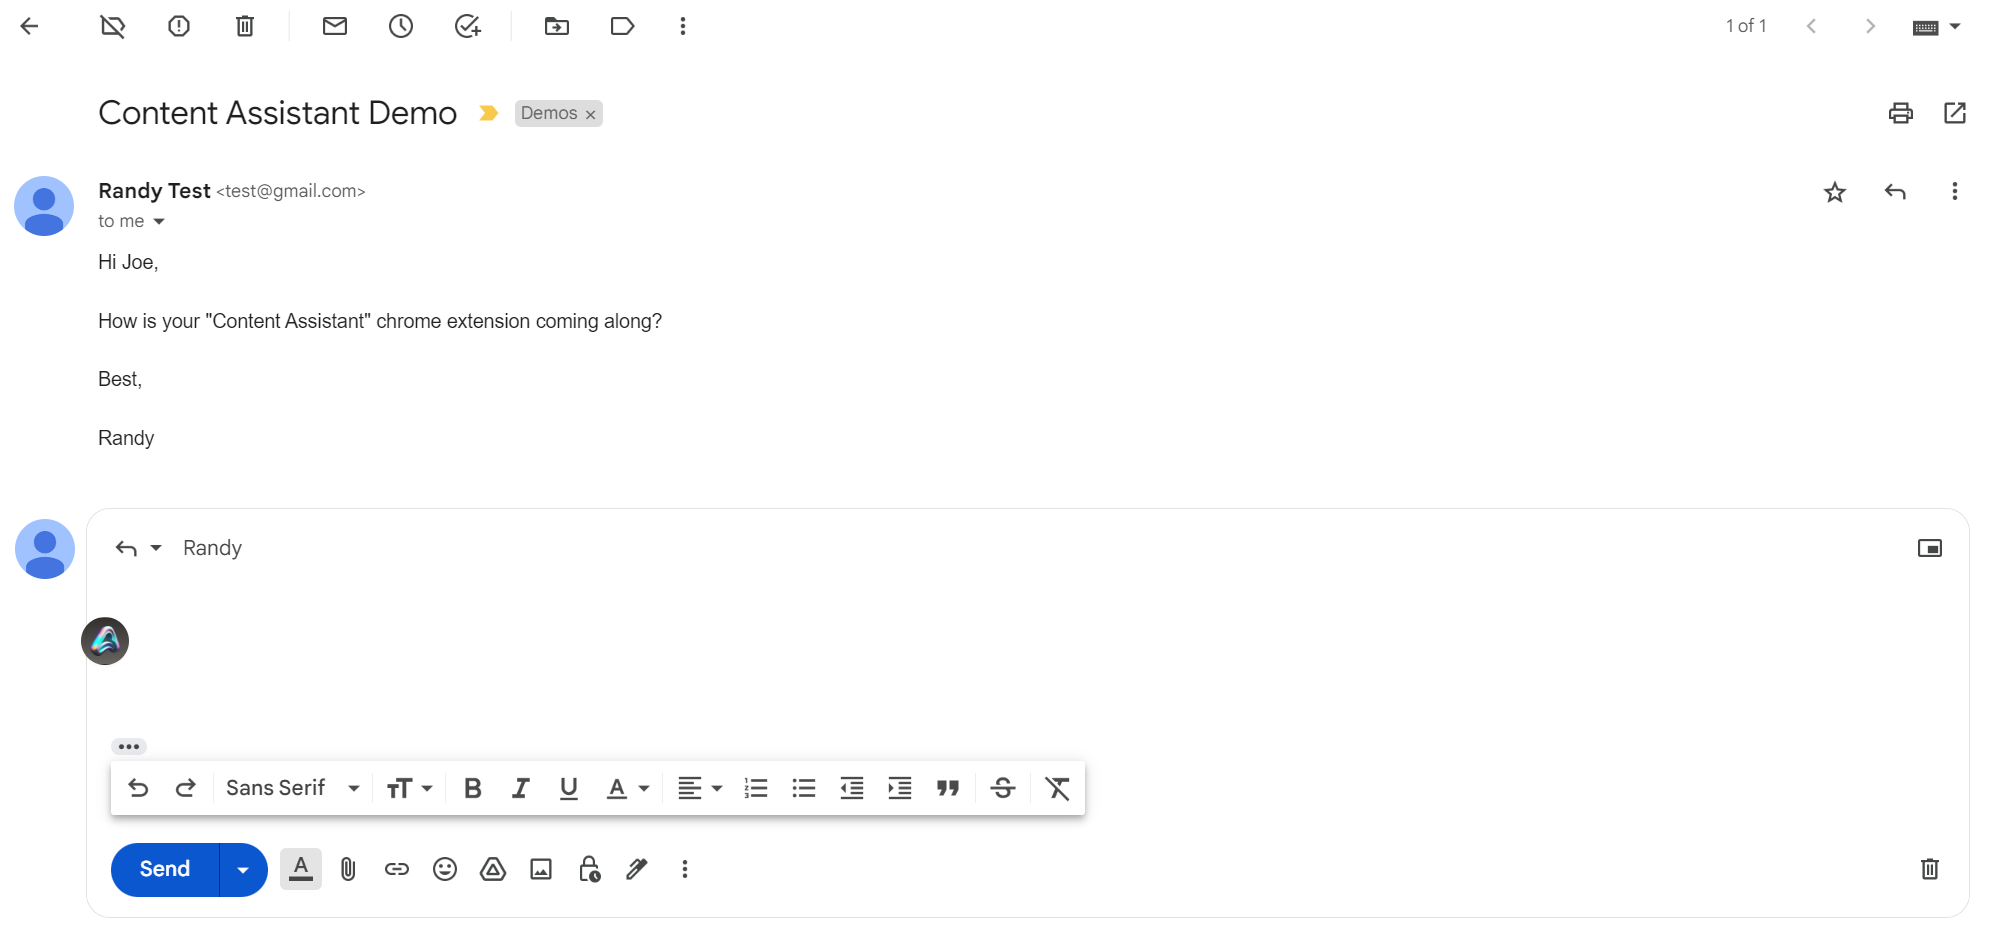 1 of 1
Content Assistant Demo Demos ×
Randy Test <test@gmail.com>
to me
Hi Joe,
How is your "Content Assistant" chrome extension coming along?
Best,
Randy
Randy
Sans Serif
Send